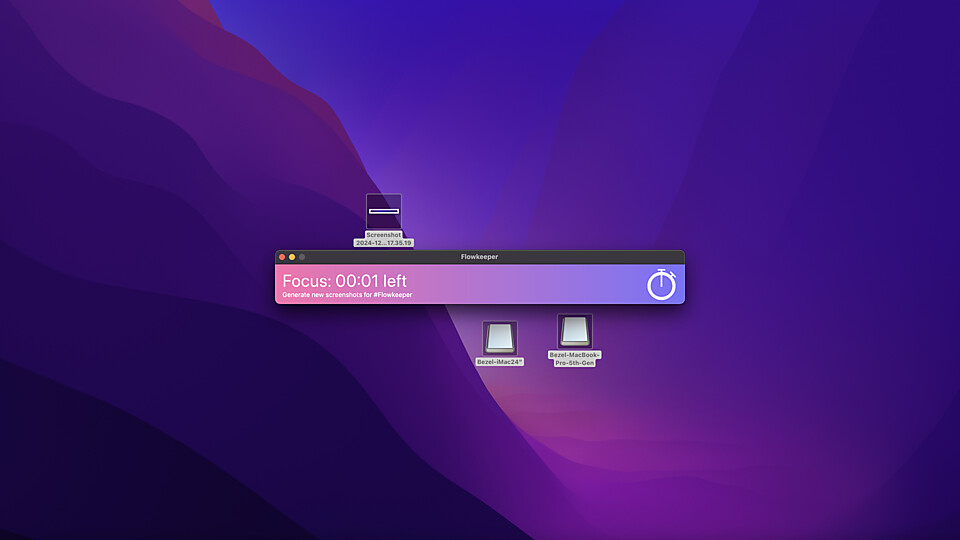 Screenshot
2024-12...17.35.19
Flowkeeper
Focus: 00:01 left
Generate new screenshots for #Flowkeeper
Bezel-iMac24"
Bezel-MacBook-
Pro-5th-Gen